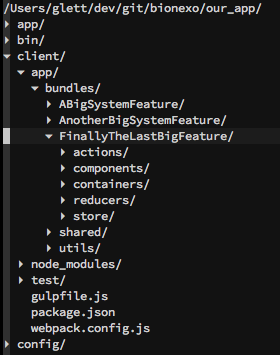 /Users/glett/dev/git/bionexo/our_app/
app/
bin/
client/
app/
bundles/
ABigSystemFeature/
AnotherBigSystemFeature/
FinallyTheLastBigFeature/
actions/
components/
containers/
reducers/
store/
shared/
utils/
node_modules/
test/
gulpfile.js
package.json
webpack.config.js
config/